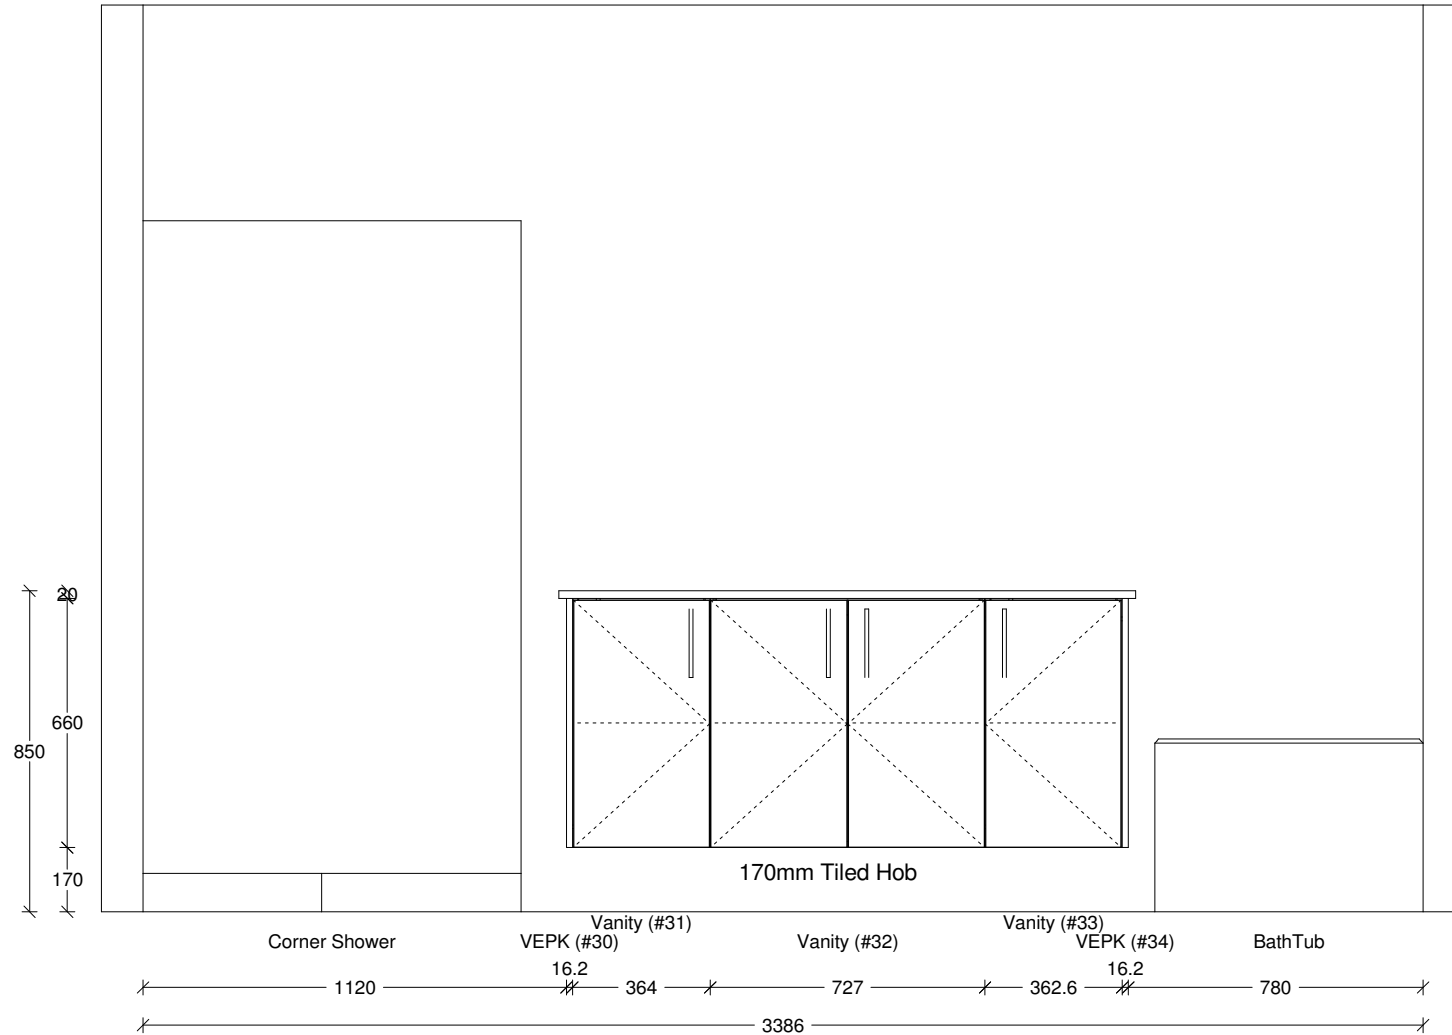 20
660
850
170mm Tiled Hob
170
Vanity (#31)
Vanity (#33)
Corner Shower
VEPK (#30)
Vanity (#32)
VEPK (#34)
BathTub
16.2
16.2
1120
364
727
362.6
780
3386